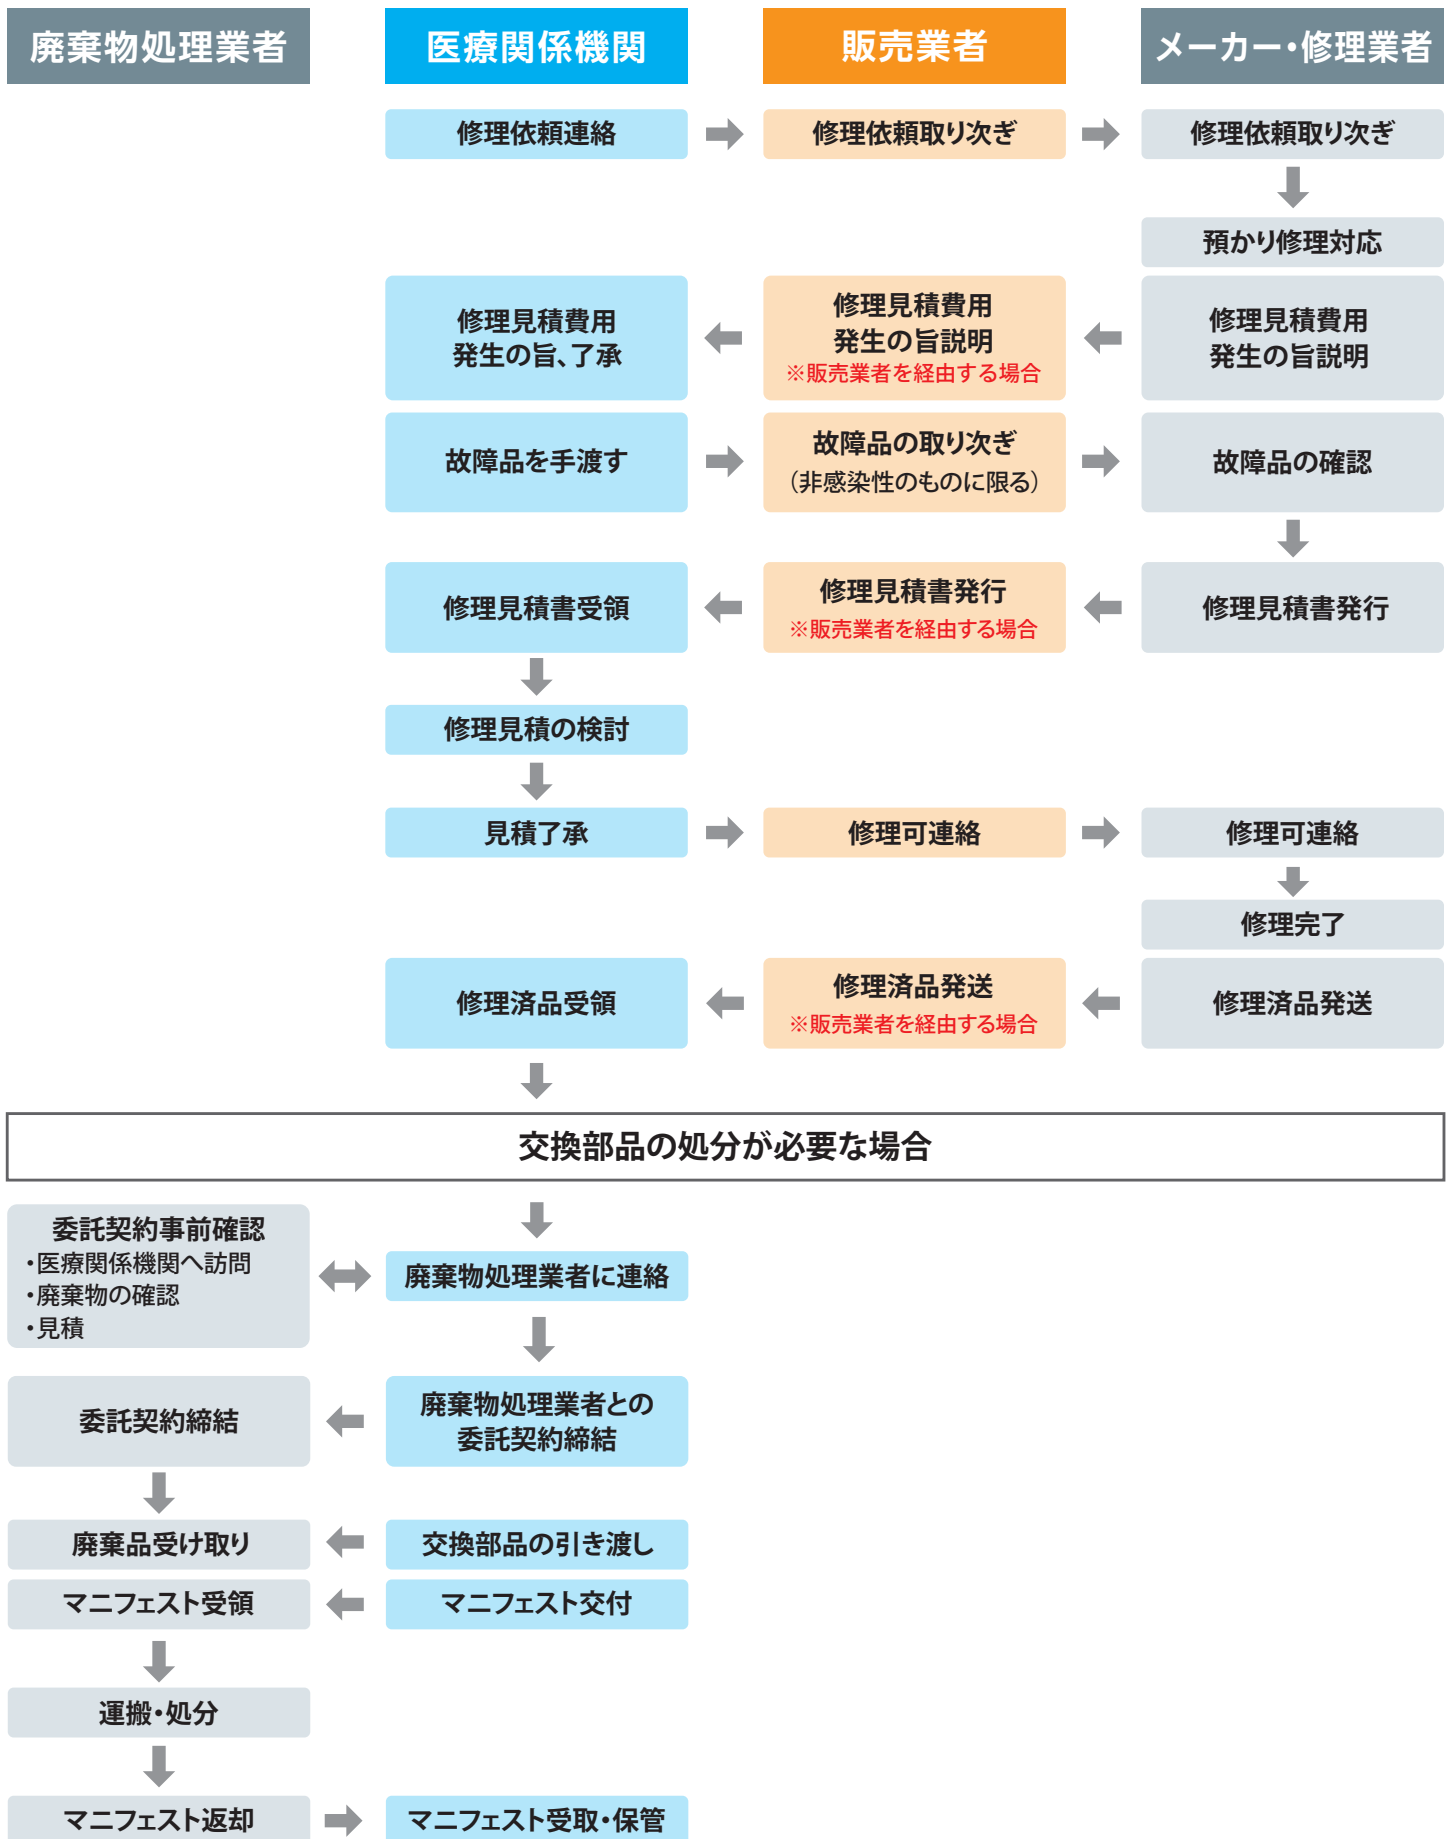 廃棄物処理業者
医療関係機関
販売業者
メーカー・修理業者
修理依頼連絡
修理依頼取り次ぎ
修理依頼取り次ぎ
預かり修理対応
修理見積費用
発生の旨、了承
修理見積費用
発生の旨説明
※販売業者を経由する場合
修理見積費用
発生の旨説明
故障品を手渡す
故障品の取り次ぎ
（非感染性のものに限る）
故障品の確認
修理見積書受領
修理見積書発行
※販売業者を経由する場合
修理見積書発行
修理見積の検討
見積了承
修理可連絡
修理可連絡
修理完了
修理済品受領
修理済品発送
※販売業者を経由する場合
修理済品発送
交換部品の処分が必要な場合
委託契約事前確認
・医療関係機関へ訪問
・廃棄物の確認
・見積
廃棄物処理業者に連絡
委託契約締結
廃棄物処理業者との
委託契約締結
廃棄品受け取り
交換部品の引き渡し
マニフェスト受領
マニフェスト交付
運搬・処分
マニフェスト返却
マニフェスト受取・保管